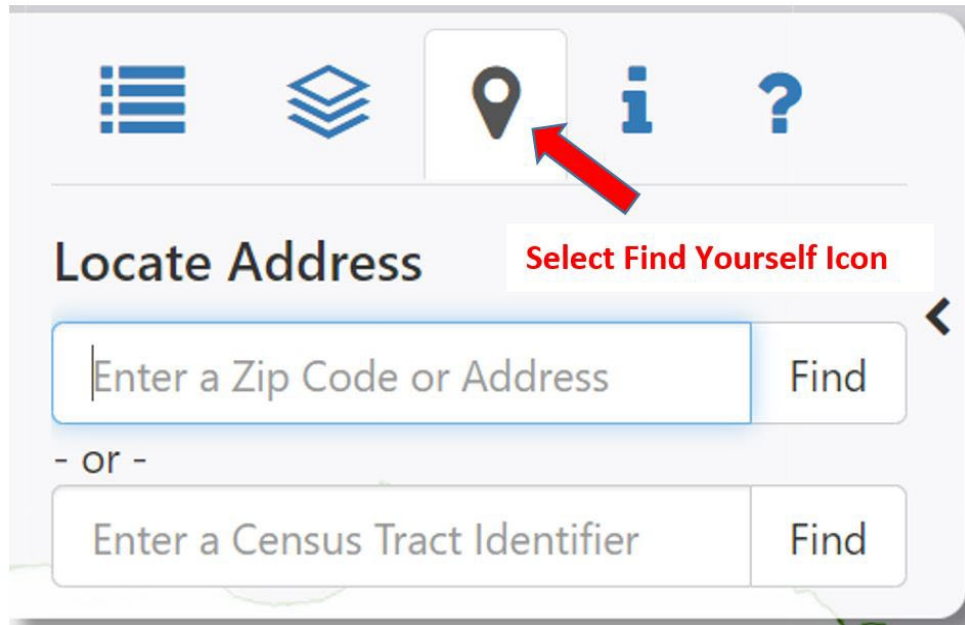 Select Find Yourself Icon
Locate Address
Enter a Zip Code or Address Find
- or -
Enter a Census Tract Identifier Find